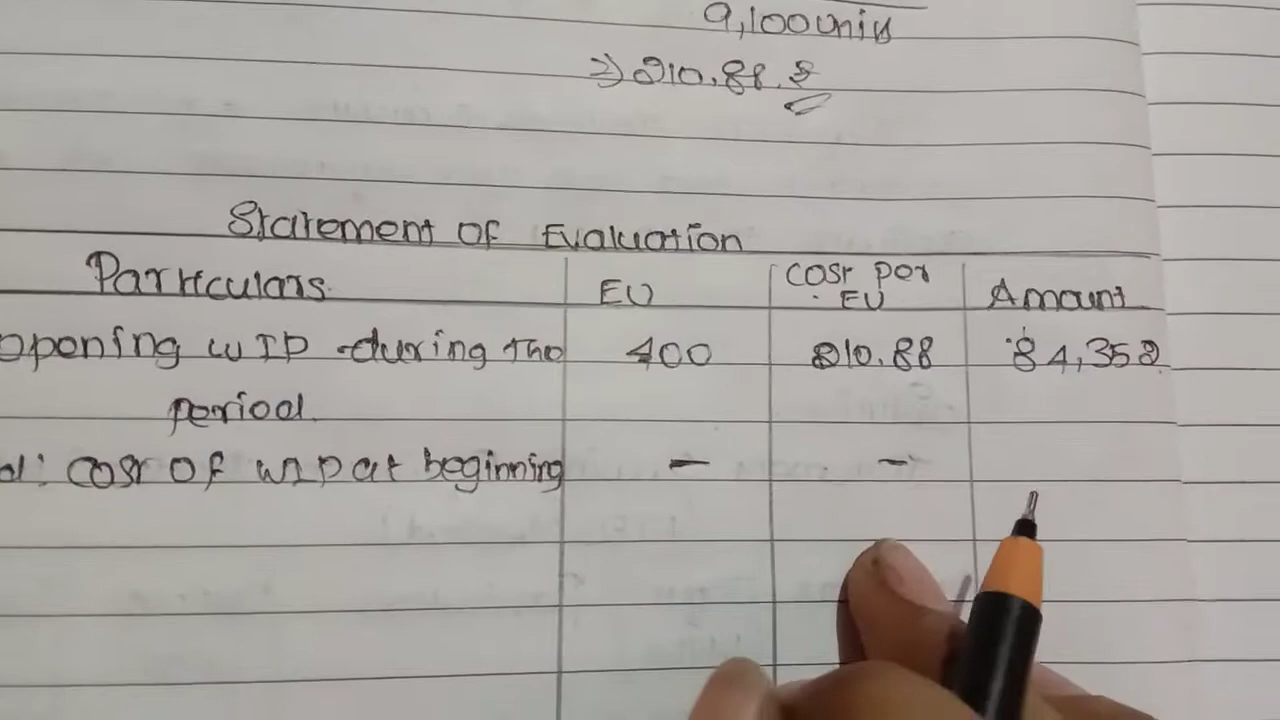 9,100 units
⇒ 210.88 ₹
Statement of Evaluation
Particulars EU Cost per EU Amount
Opening WIP during the period 400 210.88 84,352
d: Cost of WIP at beginning - -